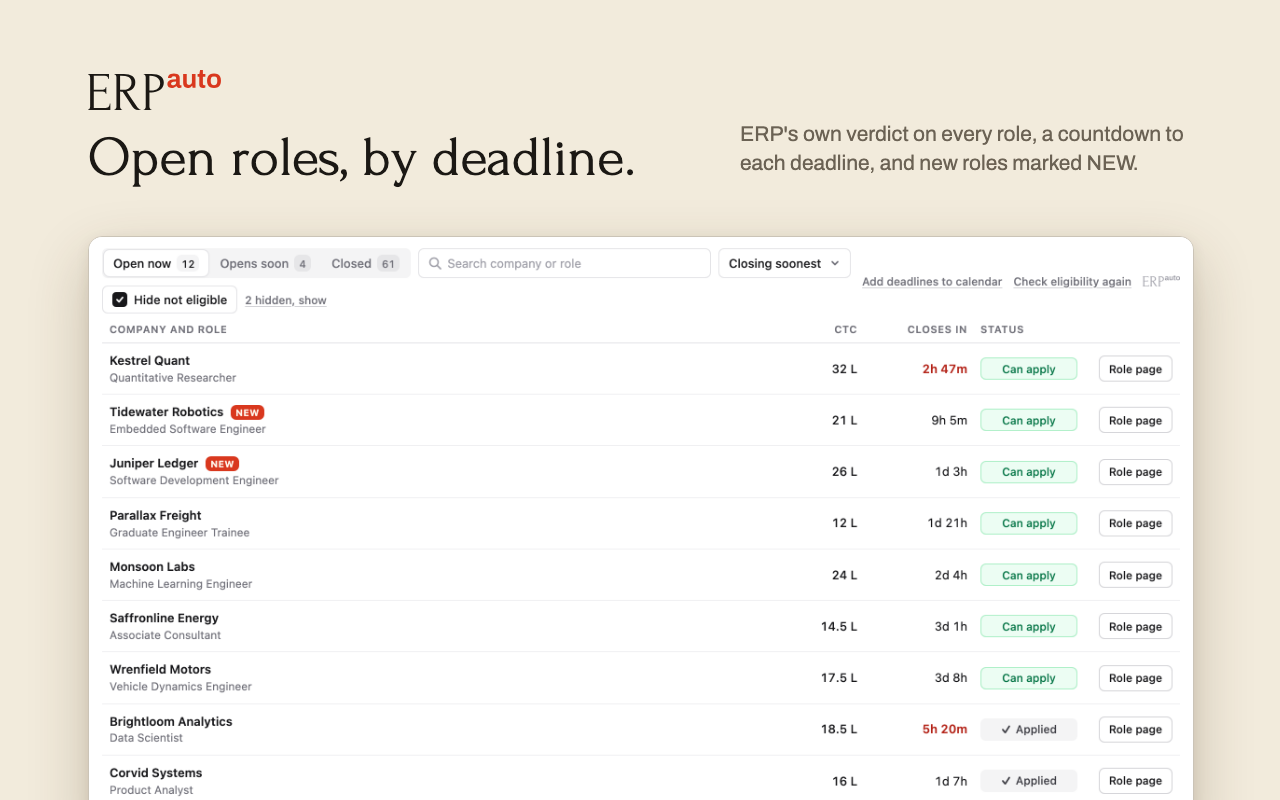 ERPauto
Open roles, by deadline.
ERP's own verdict on every role, a countdown to
each deadline, and new roles marked NEW.
Open now 12 Opens soon 4 Closed 61 Search company or role Closing soonest
Add deadlines to calendar Check eligibility again ERPauto
Hide not eligible 2 hidden, show
COMPANY AND ROLE CTC CLOSES IN STATUS
Kestrel Quant
Quantitative Researcher
32 L 2h 47m Can apply Role page
Tidewater Robotics NEW
Embedded Software Engineer
21 L 9h 5m Can apply Role page
Juniper Ledger NEW
Software Development Engineer
26 L 1d 3h Can apply Role page
Parallax Freight
Graduate Engineer Trainee
12 L 1d 21h Can apply Role page
Monsoon Labs
Machine Learning Engineer
24 L 2d 4h Can apply Role page
Saffronline Energy
Associate Consultant
14.5 L 3d 1h Can apply Role page
Wrenfield Motors
Vehicle Dynamics Engineer
17.5 L 3d 8h Can apply Role page
Brightloom Analytics
Data Scientist
18.5 L 5h 20m ✓ Applied Role page
Corvid Systems
Product Analyst
16 L 1d 7h ✓ Applied Role page